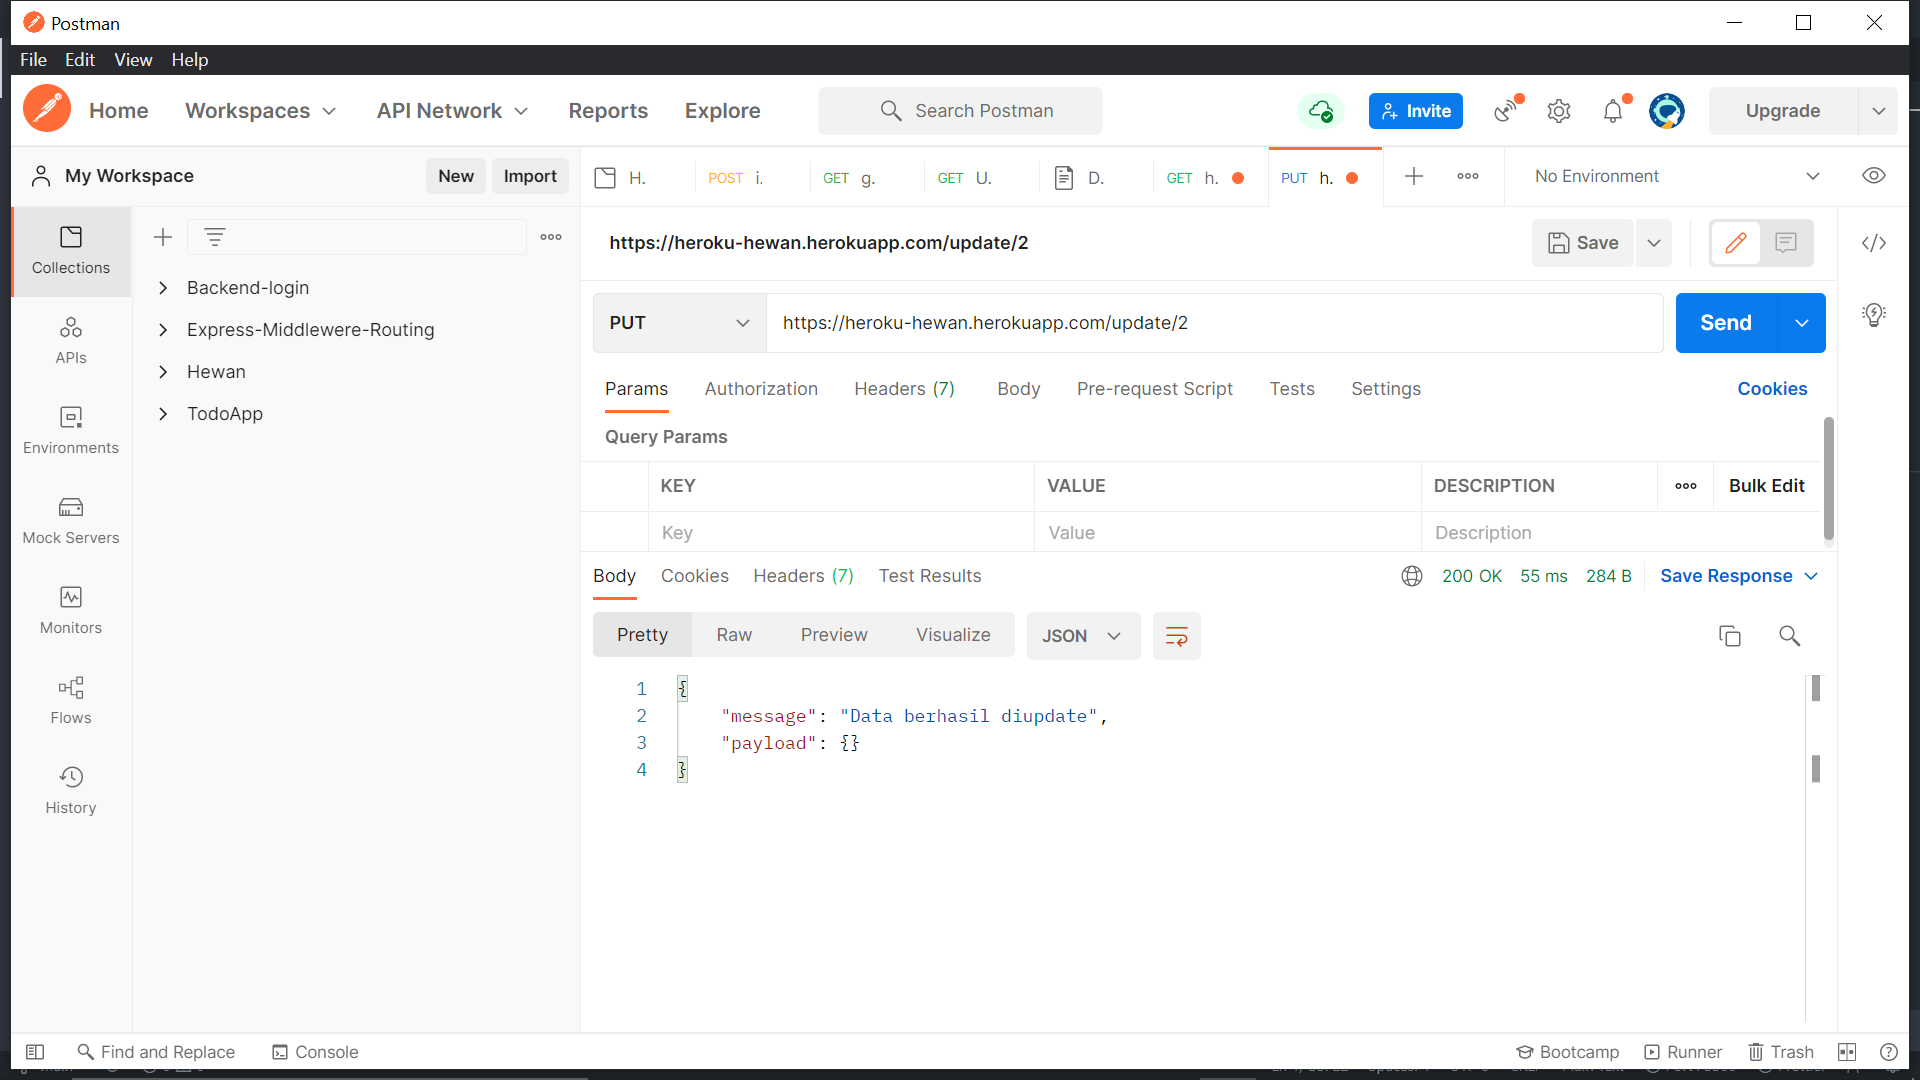 Postman
File Edit View Help
Home Workspaces API Network Reports Explore Search Postman Invite Upgrade
My Workspace New Import H. POST i. GET g. GET U. D. GET h. PUT h. No Environment
Collections
APIs
Environments
Mock Servers
Monitors
Flows
History
Backend-login
Express-Middlewere-Routing
Hewan
TodoApp
https://heroku-hewan.herokuapp.com/update/2 Save
PUT https://heroku-hewan.herokuapp.com/update/2 Send
Params Authorization Headers (7) Body Pre-request Script Tests Settings Cookies
Query Params
KEY VALUE DESCRIPTION Bulk Edit
Key Value Description
Body Cookies Headers (7) Test Results 200 OK 55 ms 284 B Save Response
Pretty Raw Preview Visualize JSON
1 {
2 "message": "Data berhasil diupdate",
3 "payload": {}
4 }
Find and Replace Console Bootcamp Runner Trash